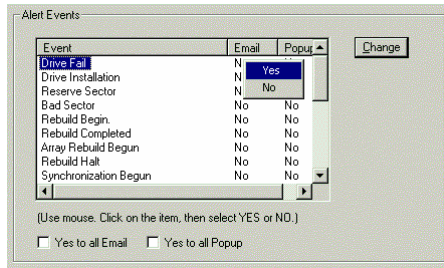 Alert Events
Event Email Popup
Drive Fail
Yes
Drive Installation
No
Reserve Sector No No
Bad Sector No No
Rebuild Begin. No No
Rebuild Completed No No
Array Rebuild Begun No No
Rebuild Halt No No
Synchronization Begun No No
Change
(Use mouse. Click on the item, then select YES or NO.)
Yes to all Email Yes to all Popup